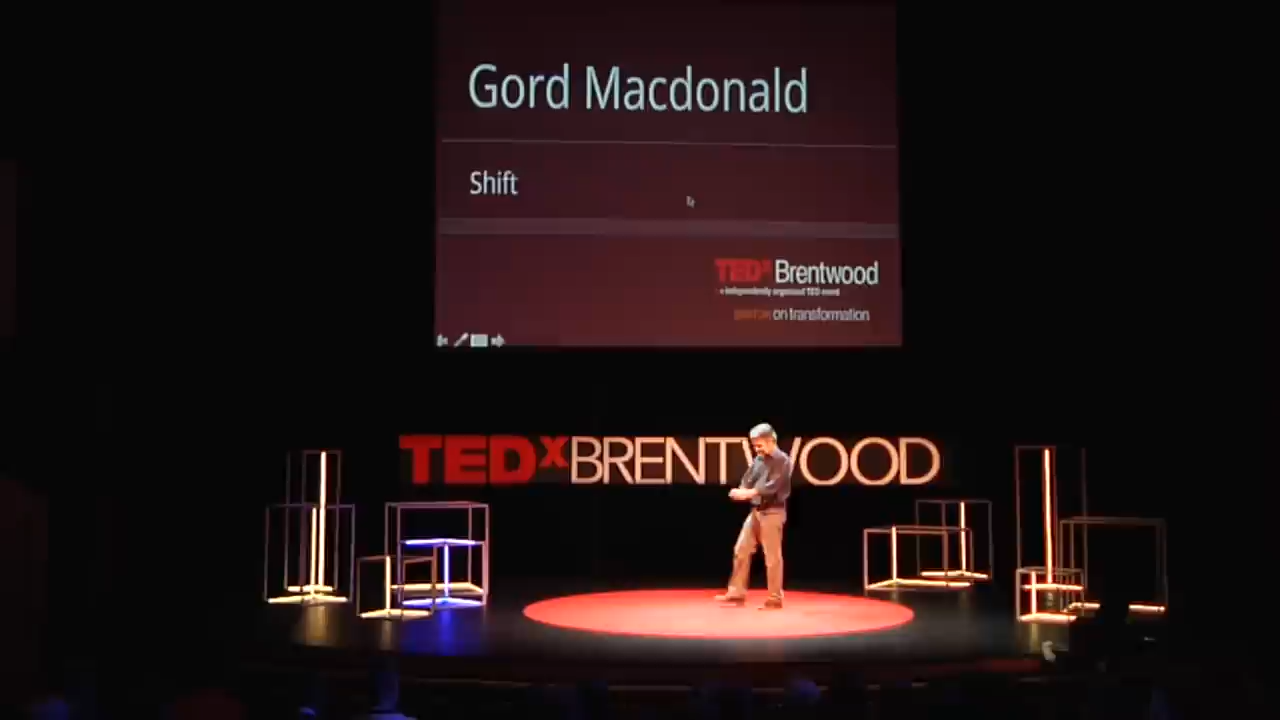 Gord Macdonald
Shift
TEDx Brentwood
x independently organized TED event
on transformation
TEDxBRENTWOOD